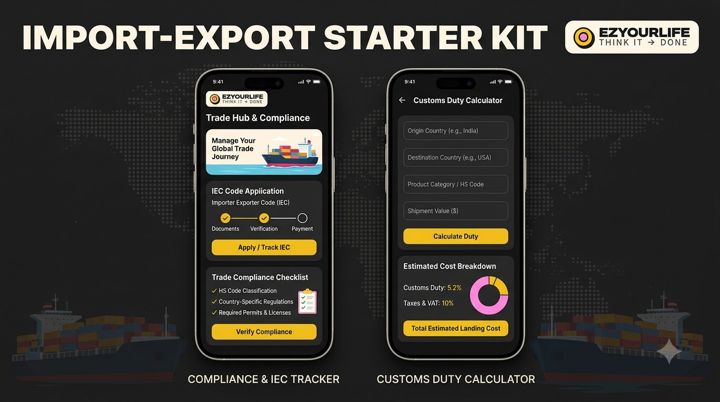 IMPORT-EXPORT STARTER KIT
EZYOURLIFE
THINK IT → DONE
9:41
EZYOURLIFE
THINK IT → DONE
Trade Hub & Compliance
Manage Your
Global Trade
Journey
IEC Code Application
Importer Exporter Code (IEC)
Documents Verification Payment
Apply / Track IEC
Trade Compliance Checklist
✓ HS Code Classification
✓ Country-Specific Regulations
✓ Required Permits & Licenses
Verify Compliance
COMPLIANCE & IEC TRACKER
9:41
← Customs Duty Calculator
Origin Country (e.g., India)
Destination Country (e.g., USA)
Product Category / HS Code
Shipment Value ($)
Calculate Duty
Estimated Cost Breakdown
Customs Duty: 5.2%
Taxes & VAT: 10%
Total Estimated Landing Cost
CUSTOMS DUTY CALCULATOR